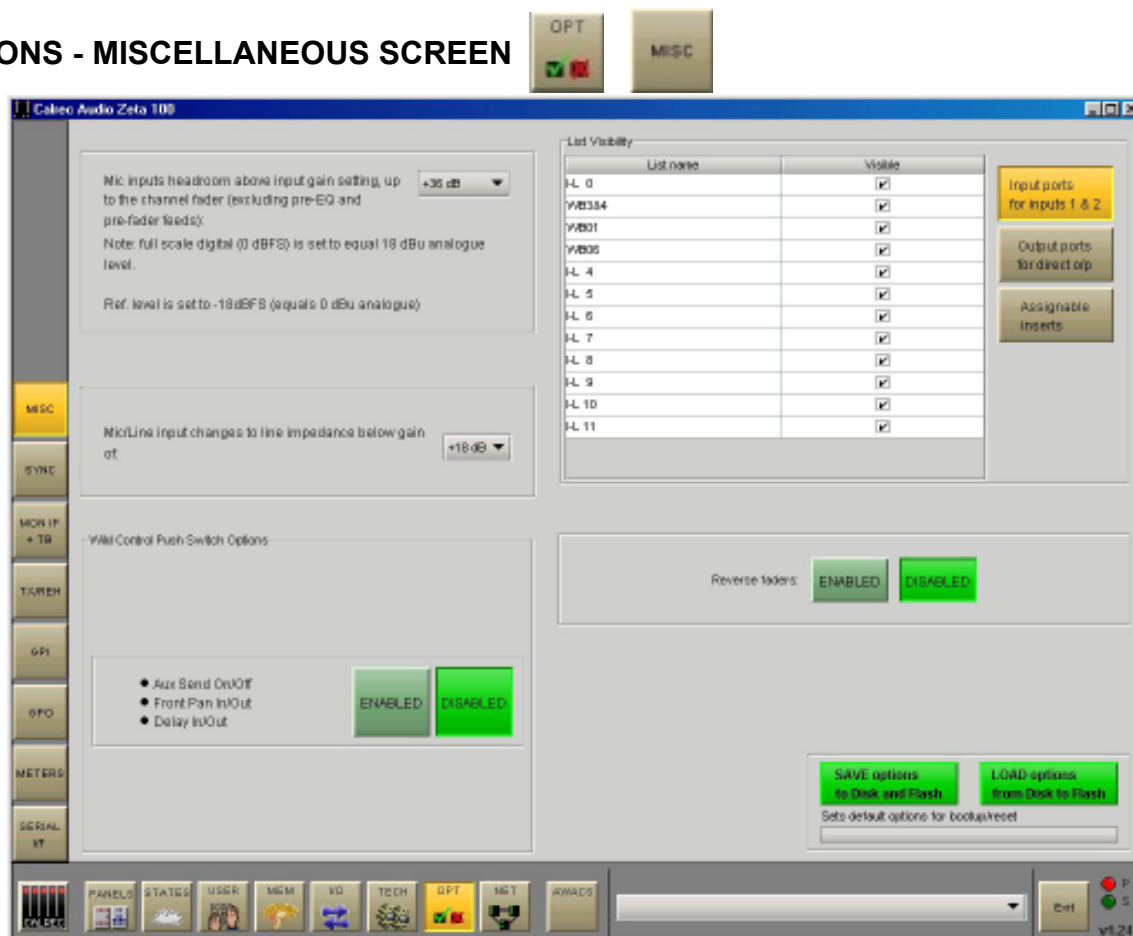 ONS - MISCELLANEOUS SCREEN
OPT
MISC
Calrec Audio Zeta 100
Mic inputs headroom above input gain setting, up
to the channel fader (excluding pre-EQ and
pre-fader feeds):
+36 dB
Note: full scale digital (0 dBFS) is set to equal 18 dBu analogue
level.
Ref. level is set to -18dBFS (equals 0 dBu analogue)
Mic/Line input changes to line impedance below gain
of:
+18 dB
Wild Control Push Switch Options
Aux Send On/Off
Front Pan In/Out
Delay In/Out
ENABLED
DISABLED
List Visibility
List name
Visible
I-L 0
WB3&4
WB01
WB06
I-L 4
I-L 5
I-L 6
I-L 7
I-L 8
I-L 9
I-L 10
I-L 11
Input ports
for inputs 1 & 2
Output ports
for direct o/p
Assignable
inserts
Reverse faders:
ENABLED
DISABLED
SAVE options
to Disk and Flash
LOAD options
from Disk to Flash
Sets default options for bootup/reset
MISC
SYNC
MON IP
+ TB
TX/REH
GPI
GPO
METERS
SERIAL
I/F
CALREC
PANELS
STATES
USER
MEM
I/O
TECH
OPT
NET
AWACS
Exit
P
S
v1.24